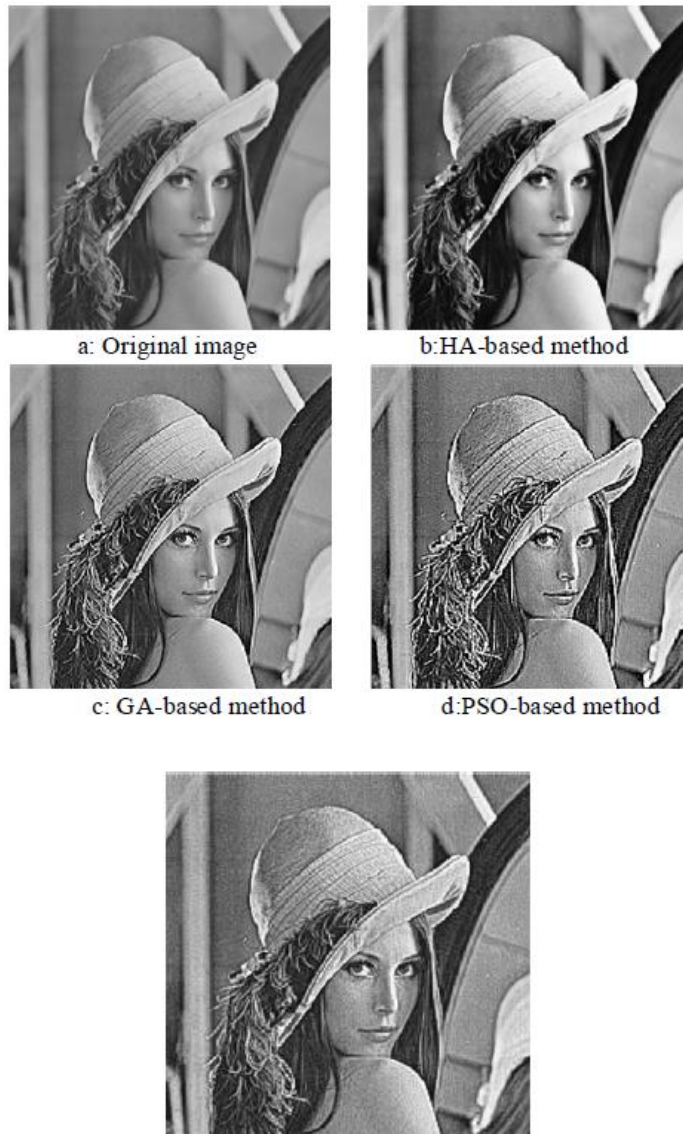 a: Original image
b:HA-based method
c: GA-based method
d:PSO-based method